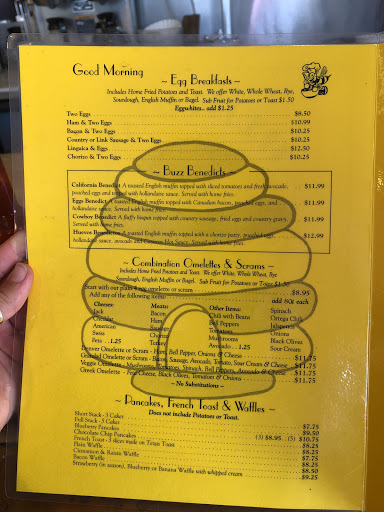 Good Morning
~ Egg Breakfasts ~
Includes Home Fried Potatoes and Toast. We offer White, Whole Wheat, Rye,
Sourdough, English Muffin or Bagel. Sub Fruit for Potatoes or Toast $1.50
Eggwhites.. add $1.25
Two Eggs $8.50
Ham & Two Eggs $10.99
Bacon & Two Eggs $10.25
Country or Link Sausage & Two Eggs $10.25
Linguica & Eggs $12.50
Chorizo & Two Eggs $10.25
~ Buzz Benedicts ~
California Benedict A toasted English muffin topped with sliced tomatoes and fresh avocado, $11.99
poached eggs and topped with hollandaise sauce. Served with home fries.
Eggs Benedict A toasted English muffin topped with Canadian bacon, poached eggs, and $11.99
hollandaise sauce. Served with home fries.
Cowboy Benedict A fluffy biscuit topped with country sausage, fried eggs and country gravy. $11.99
Served with home fries.
Huevos Benedict A toasted English muffin topped with a chorizo patty, poached eggs, $12.99
hollandaise sauce, avocado and Served with home fries.
~ Combination Omelettes & Scrams ~
Includes Home Fried Potatoes and Toast. We offer White, Whole Wheat, Rye,
Sourdough, English Muffin or Bagel. Sub Fruit for Potatoes or Toast $1.50
Start with our plain 3 egg omelette or scram $8.95
Add any of the following items: add .80¢ each
Cheeses: Meats: Other Items: Spinach
Jack Bacon Chili with Beans Ortega Chili
Cheddar Ham Bell Peppers Jalapenos
American Sausage Tomatoes Onions
Swiss Chorizo Mushrooms Black Olives
Feta ...1.25 Turkey Avocado...1.25 Sour Cream
Denver Omelette or Scram - Ham, Bell Pepper, Onions & Cheese $11.75
Grandad Omelette or Scram - Bacon, Sausage, Avocado, Tomato, Sour Cream & Cheese $11.75
Veggie Omelette - Mushrooms, Tomatoes, Spinach, Bell Peppers, Avocado & Cheese $11.75
Greek Omelette - Feta Cheese, Black Olives, Tomatoes & Onions $11.75
~ No Substitutions ~
~ Pancakes, French Toast & Waffles ~
Does not include Potatoes or Toast.
Short Stack - 2 Cakes $7.75
Full Stack - 3 Cakes $9.50
Blueberry Pancakes (3) $8.95...(5) $10.75
Chocolate Chip Pancakes $8.25
French Toast - 3 slices made on Texas Toast $8.25
Plain Waffle $7.75
Cinnamon & Raisin Waffle $8.25
Bacon Waffle $8.50
Strawberry (in season), Blueberry or Banana Waffle with whipped cream $9.25